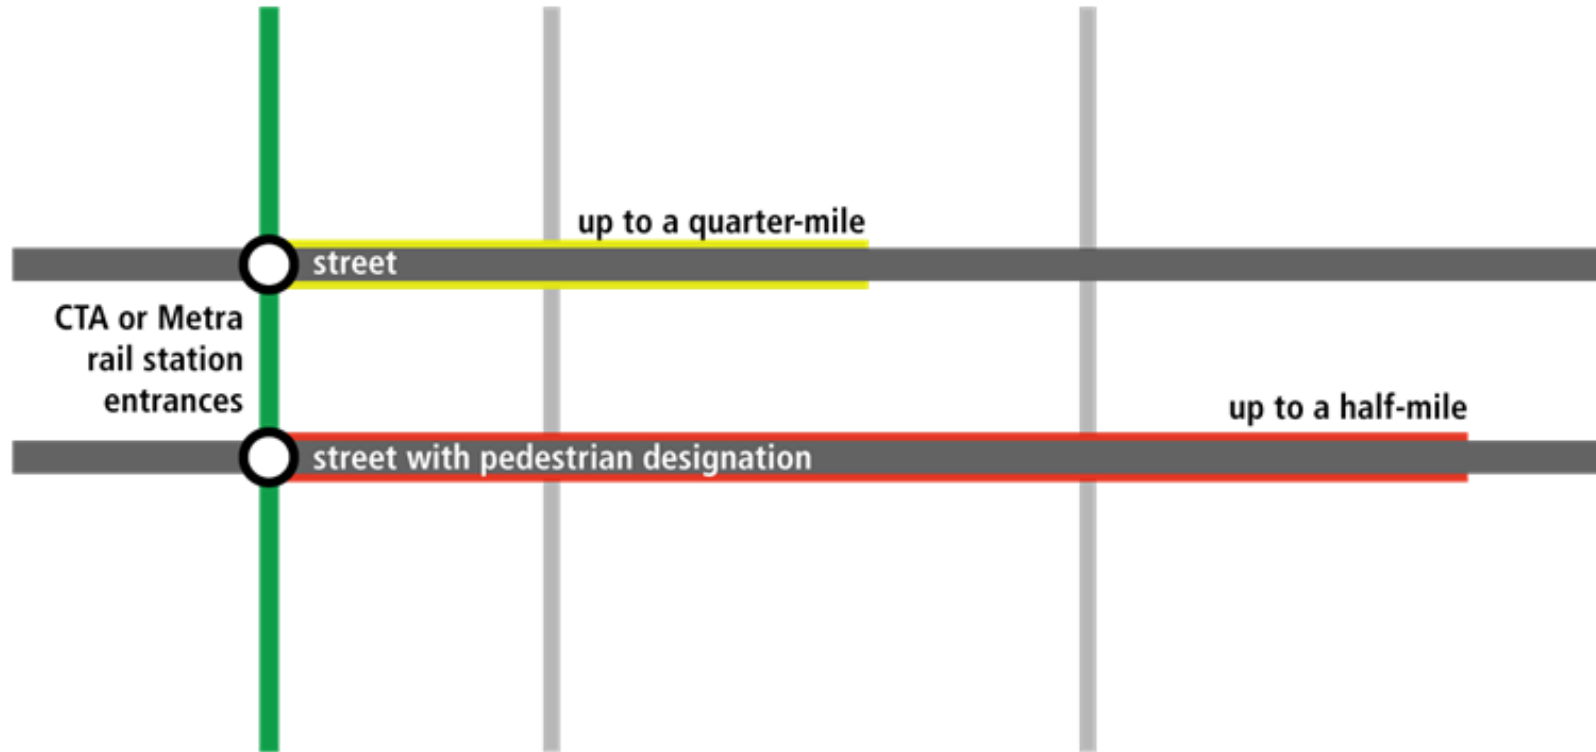 up to a quarter-mile
street
CTA or Metra
rail station
entrances
up to a half-mile
street with pedestrian designation